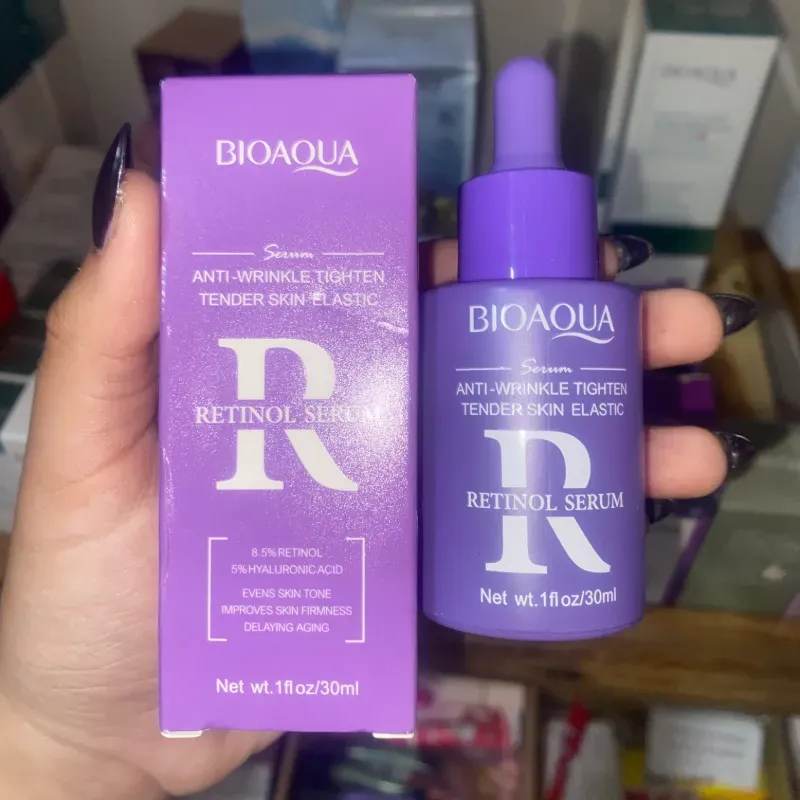 BIOAQUA
Serum
ANTI-WRINKLE TIGHTEN
TENDER SKIN ELASTIC
R
RETINOL SERUM
8.5% RETINOL
5% HYALURONIC ACID
EVENS SKIN TONE
IMPROVES SKIN FIRMNESS
DELAYING AGING
Net wt.1fl oz/30ml
BIOAQUA
Serum
ANTI-WRINKLE TIGHTEN
TENDER SKIN ELASTIC
R
RETINOL SERUM
Net wt.1fl oz/30ml
BIOAQUA